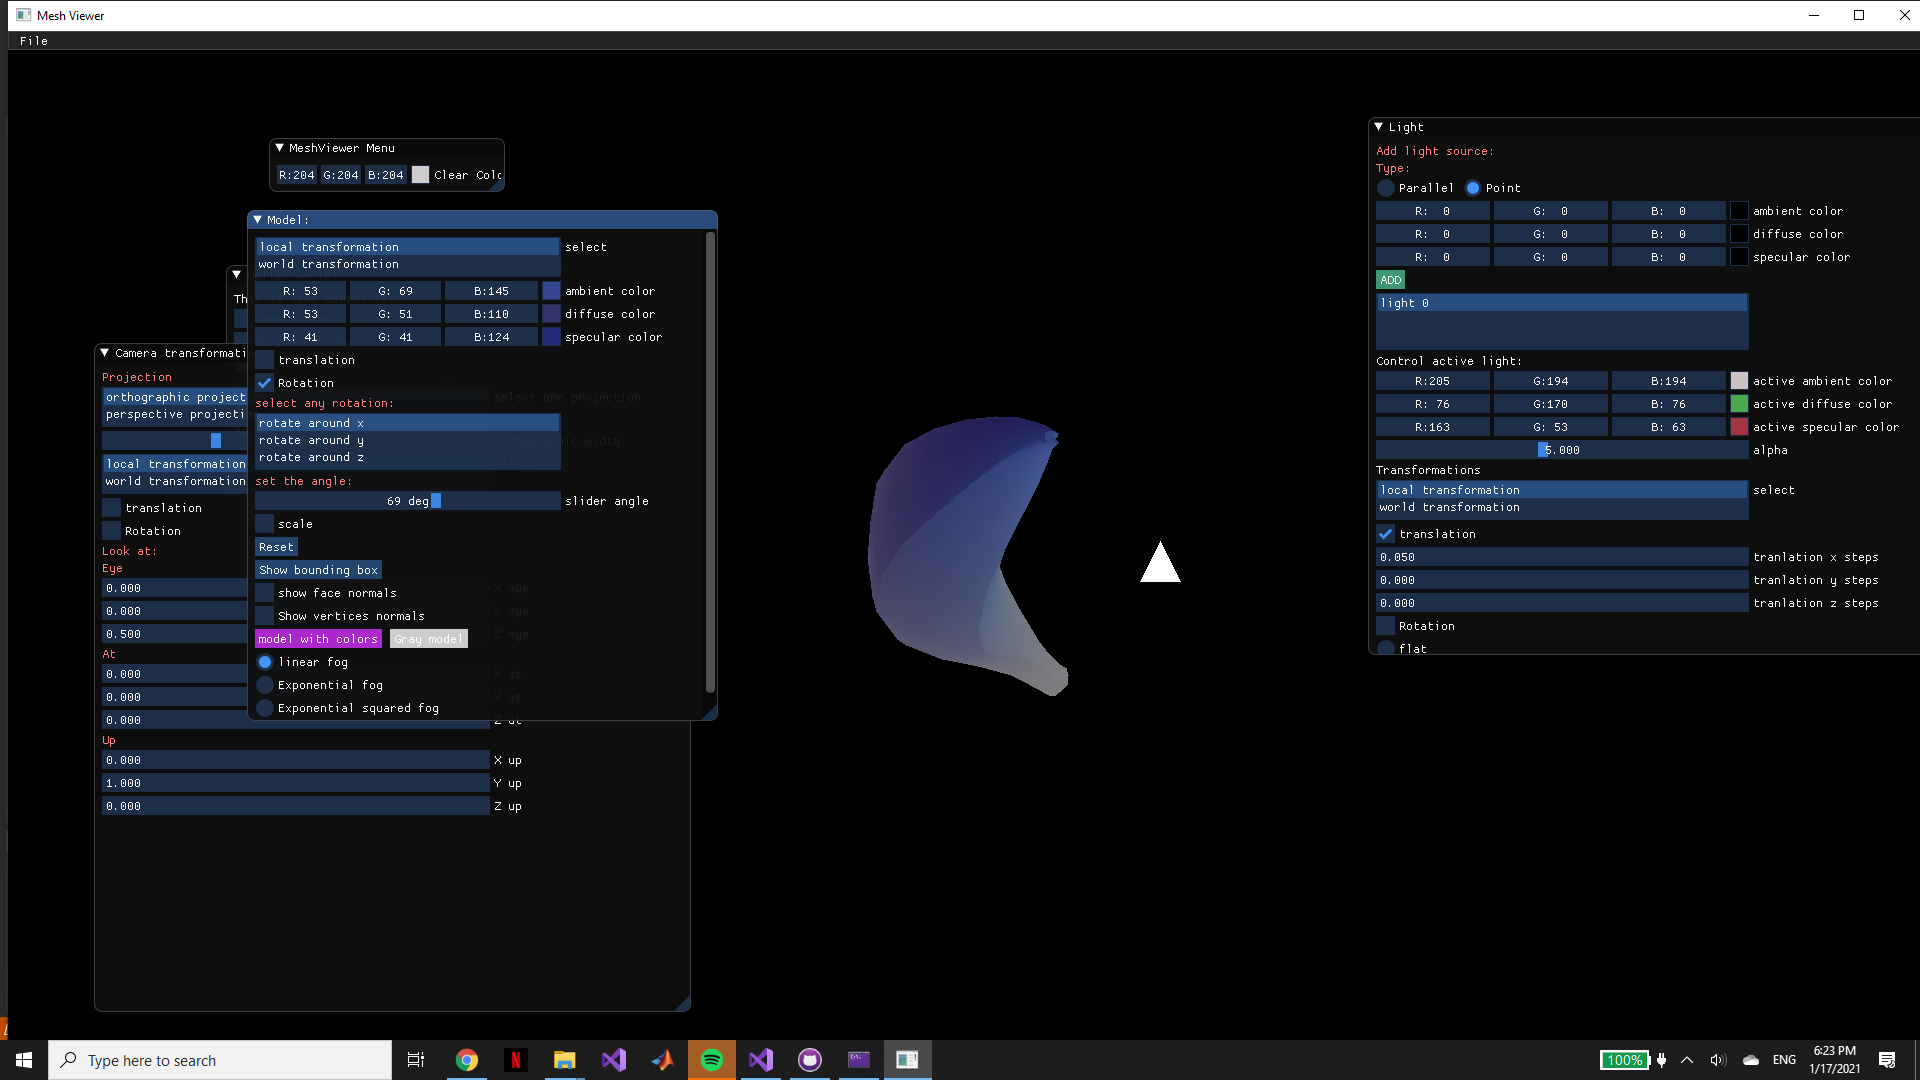 Mesh Viewer
File
MeshViewer Menu
R:204 G:204 B:204 Clear Colo
Model:
local transformation select
world transformation
R: 53 G: 69 B:145 ambient color
R: 53 G: 51 B:110 diffuse color
R: 41 G: 41 B:124 specular color
translation
Rotation
select any rotation:
rotate around x
rotate around y
rotate around z
set the angle:
69 deg slider angle
scale
Reset
Show bounding box
show face normals
Show vertices normals
model with colors Gray model
linear fog
Exponential fog
Exponential squared fog
Th
Camera transformati
Projection
orthographic project select one projection
perspective projecti
orthographic width
local transformation select
world transformation
translation
Rotation
Look at:
Eye
0.000 X eye
0.000 Y eye
0.500 Z eye
At
0.000 X at
0.000 Y at
0.000 Z at
Up
0.000 X up
1.000 Y up
0.000 Z up
Light
Add light source:
Type:
Parallel Point
R: 0 G: 0 B: 0 ambient color
R: 0 G: 0 B: 0 diffuse color
R: 0 G: 0 B: 0 specular color
ADD
light 0
Control active light:
R:205 G:194 B:194 active ambient color
R: 76 G:170 B: 76 active diffuse color
R:163 G: 53 B: 63 active specular color
5.000 alpha
Transformations
local transformation select
world transformation
translation
0.050 tranlation x steps
0.000 tranlation y steps
0.000 tranlation z steps
Rotation
flat
Type here to search
100% ENG 6:23 PM
1/17/2021